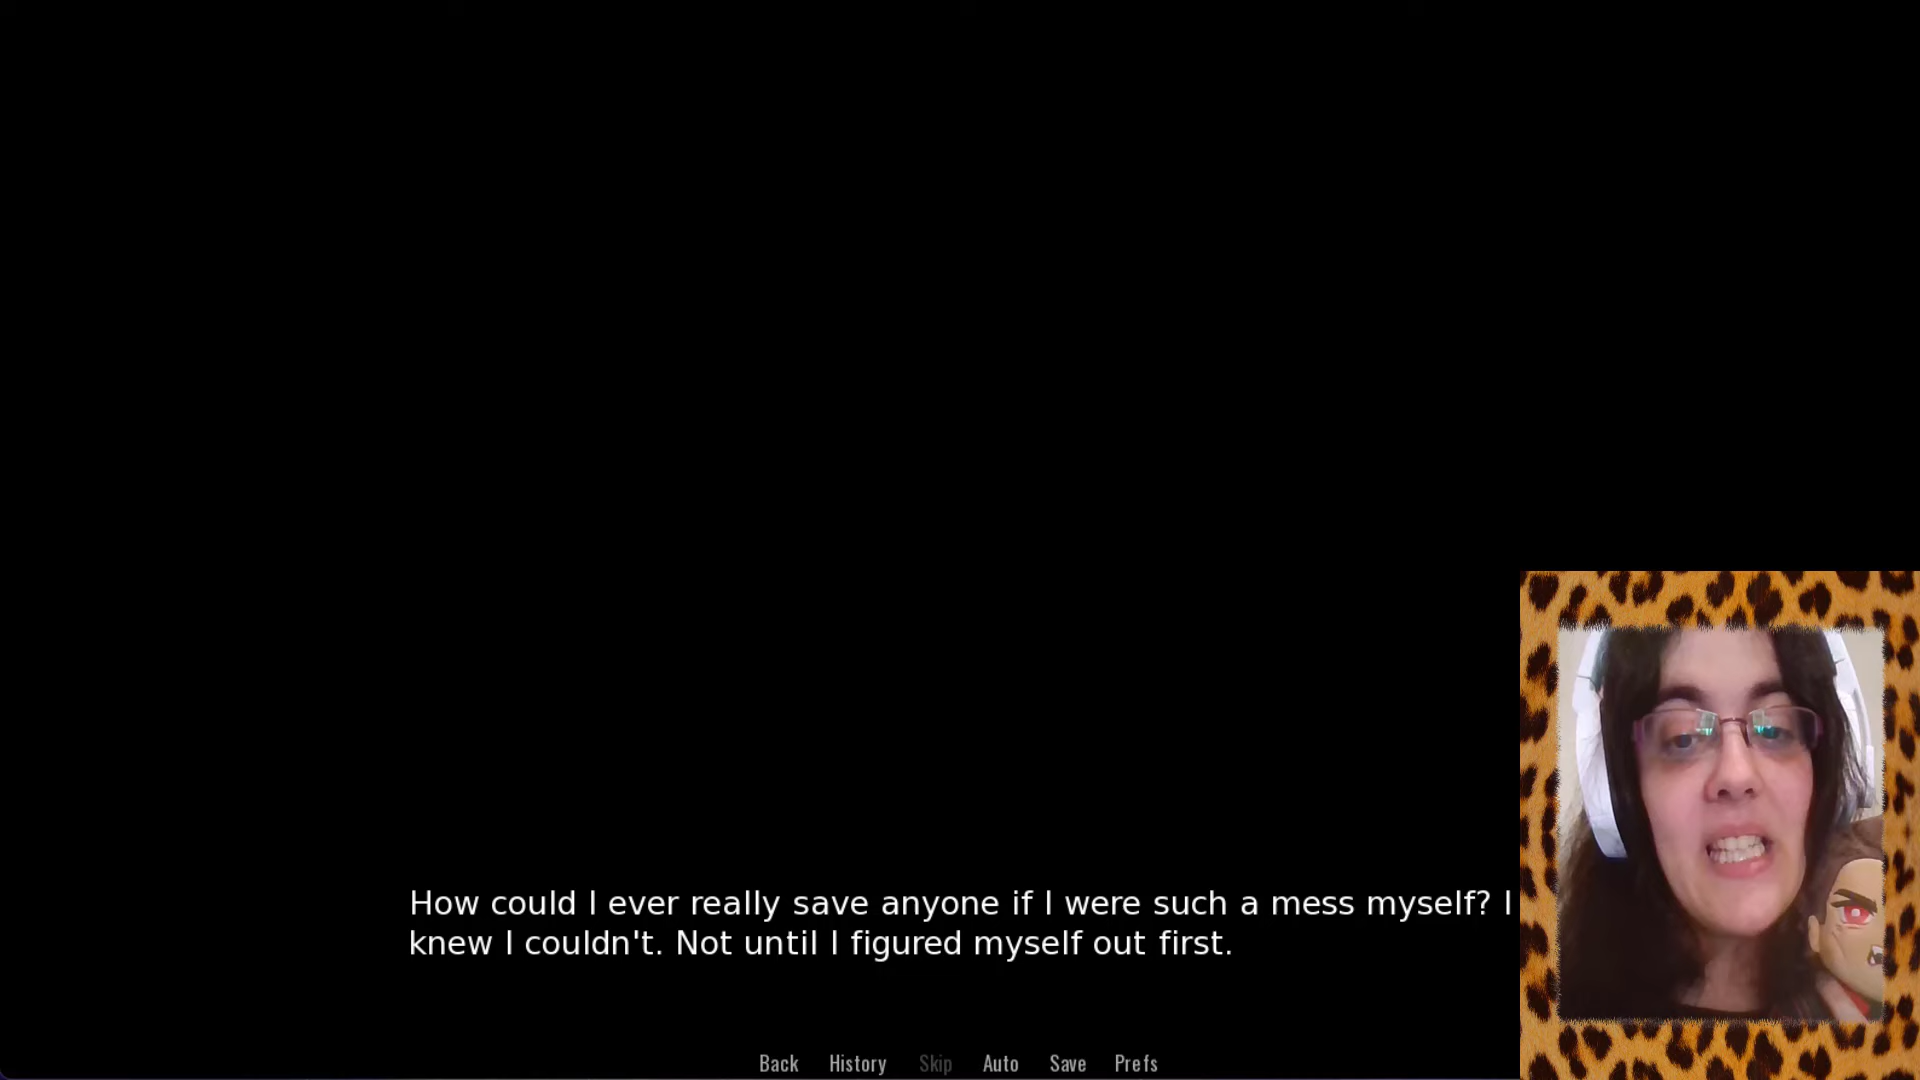 How could I ever really save anyone if I were such a mess myself? I
knew I couldn't. Not until I figured myself out first.
Back History Skip Auto Save Prefs